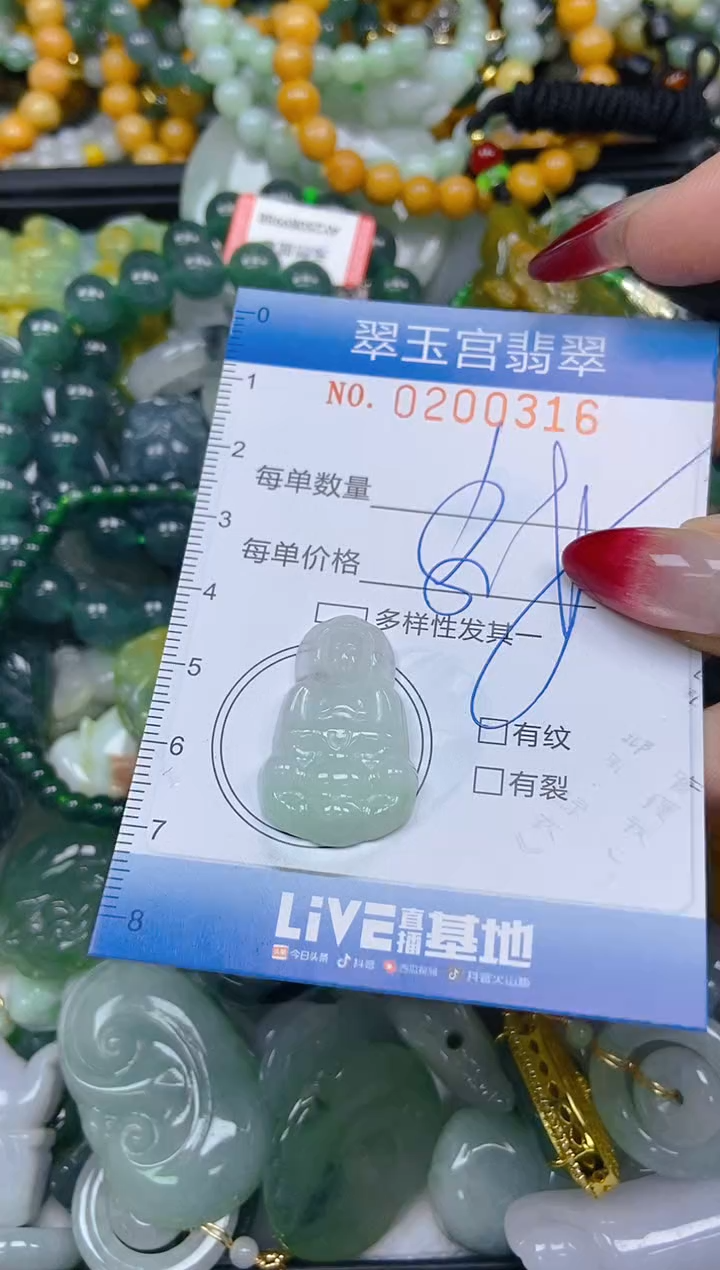 0
翠玉宫翡翠
1
NO. 0200316
2
每单数量
3
每单价格
4
多样性发其一
5
有纹
6
有裂
7
8
LiVE直播基地
今日头条 抖音 西瓜视频 抖音火山版